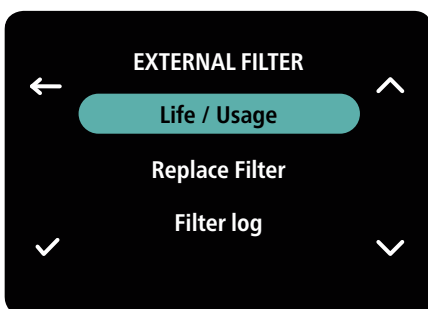 EXTERNAL FILTER
Life / Usage
Replace Filter
Filter log